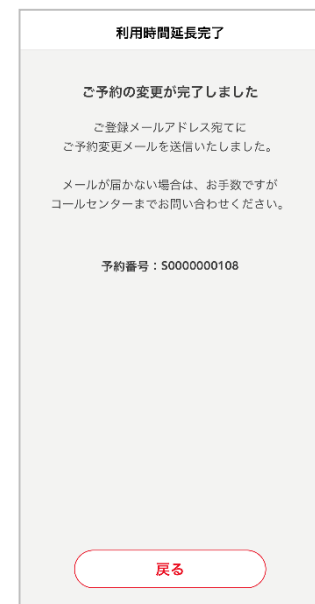 利用時間延長完了
ご予約の変更が完了しました
ご登録メールアドレス宛てに
ご予約変更メールを送信いたしました。
メールが届かない場合は、お手数ですが
コールセンターまでお問い合わせください。
予約番号：S0000000108
戻る